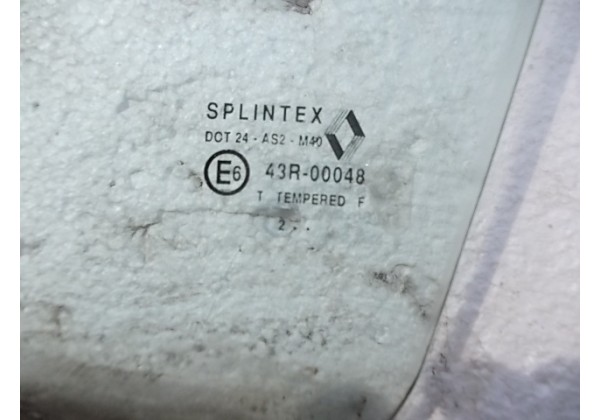 SPLINTEX
DOT 24 - AS2 - M40
E6 43R-00048
T TEMPERED F
2 . .